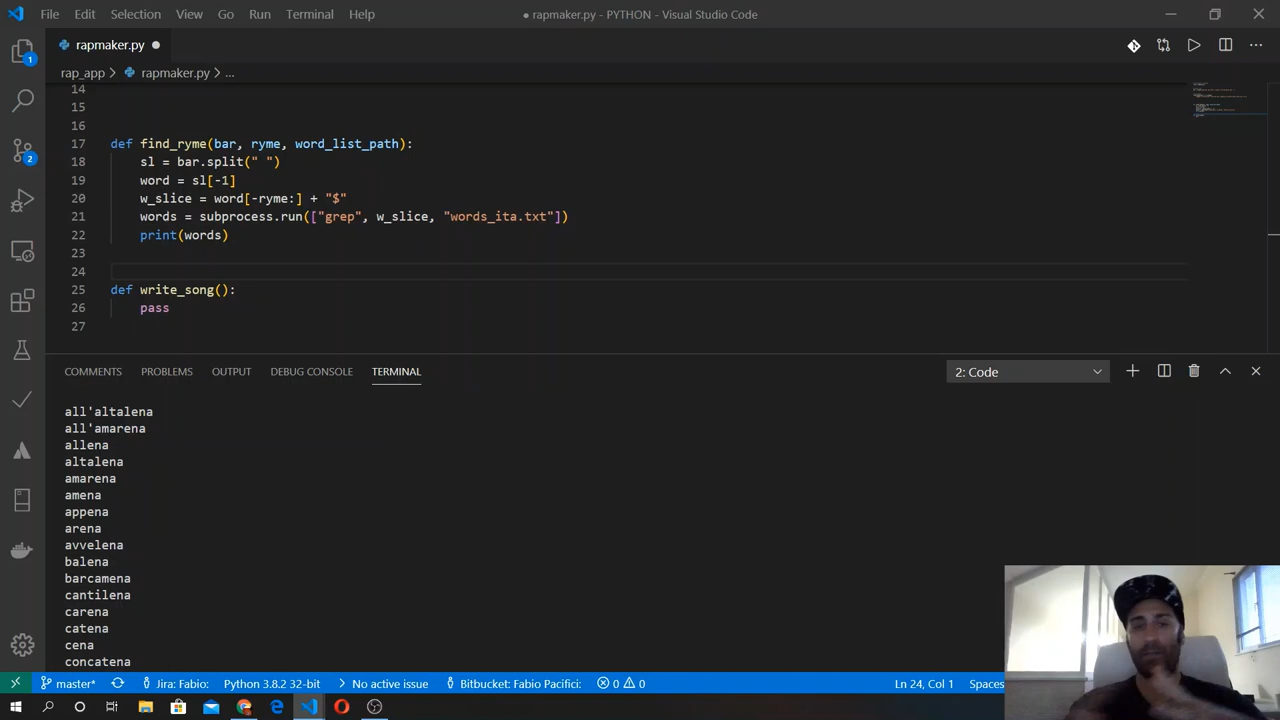 File Edit Selection View Go Run Terminal Help
● rapmaker.py - PYTHON - Visual Studio Code
rapmaker.py ●
rap_app > rapmaker.py > ...
14
15
16
17 def find_ryme(bar, ryme, word_list_path):
18 sl = bar.split(" ")
19 word = sl[-1]
20 w_slice = word[-ryme:] + "$"
21 words = subprocess.run(["grep", w_slice, "words_ita.txt"])
22 print(words)
23
24
25 def write_song():
26 pass
27
COMMENTS PROBLEMS OUTPUT DEBUG CONSOLE TERMINAL 2: Code
all'altalena
all'amarena
allena
altalena
amarena
amena
appena
arena
avvelena
balena
barcamena
cantilena
carena
catena
cena
concatena
master* Jira: Fabio: Python 3.8.2 32-bit No active issue Bitbucket: Fabio Pacifici: 0 0 Ln 24, Col 1 Spaces
1
2